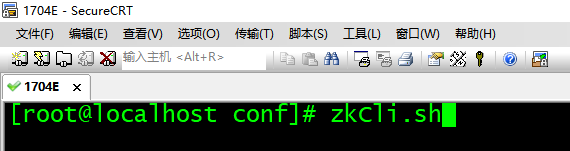 1704E - SecureCRT
文件(F) 编辑(E) 查看(V) 选项(O) 传输(T) 脚本(S) 工具(L) 窗口(W) 帮助(H)
输入主机 <Alt+R>
1704E ×
[root@localhost conf]# zkCli.sh